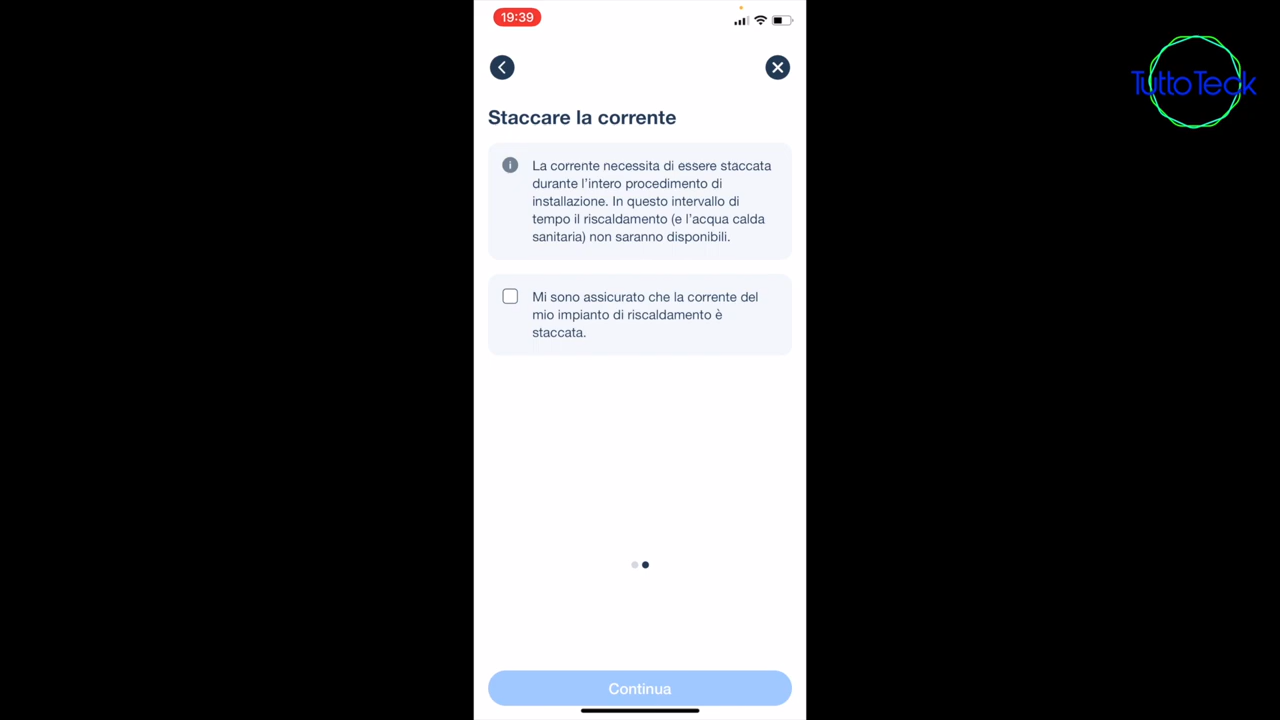 19:39
TuttoTeck
Staccare la corrente
La corrente necessita di essere staccata
durante l'intero procedimento di
installazione. In questo intervallo di
tempo il riscaldamento (e l'acqua calda
sanitaria) non saranno disponibili.
Mi sono assicurato che la corrente del
mio impianto di riscaldamento è
staccata.
Continua